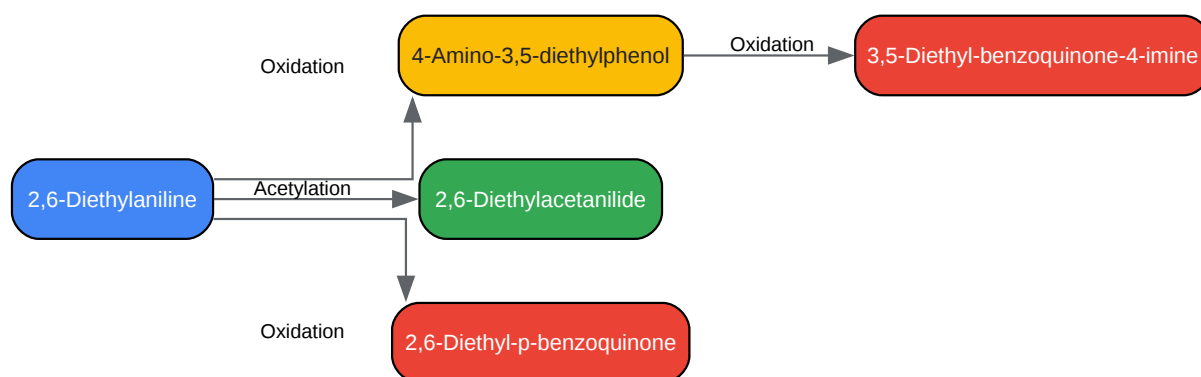 Oxidation
4-Amino-3,5-diethylphenol
Oxidation
3,5-Diethyl-benzoquinone-4-imine
2,6-Diethylaniline
Acetylation
2,6-Diethylacetanilide
Oxidation
2,6-Diethyl-p-benzoquinone